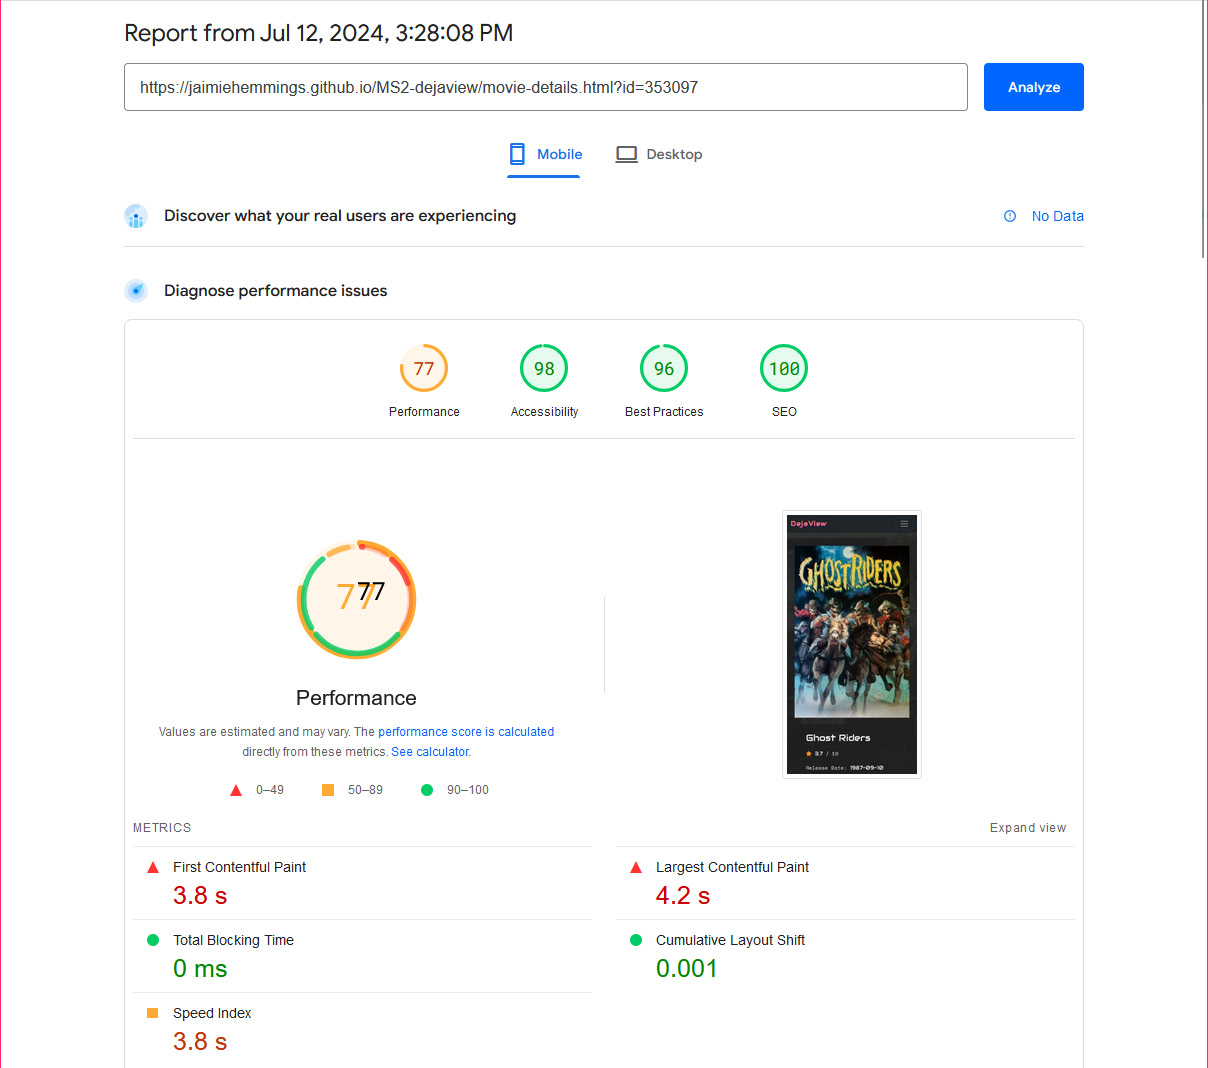 Report from Jul 12, 2024, 3:28:08 PM
https://jaimiehemmings.github.io/MS2-dejaview/movie-details.html?id=353097
Analyze
Mobile
Desktop
Discover what your real users are experiencing
No Data
Diagnose performance issues
77
98
96
100
Performance
Accessibility
Best Practices
SEO
77
77
Performance
Values are estimated and may vary. The performance score is calculated
directly from these metrics. See calculator.
0–49
50–89
90–100
DejaView
GHOST RIDERS
Ghost Riders
3.7 / 10
Release Date: 1987-09-10
METRICS
Expand view
First Contentful Paint
3.8 s
Largest Contentful Paint
4.2 s
Total Blocking Time
0 ms
Cumulative Layout Shift
0.001
Speed Index
3.8 s